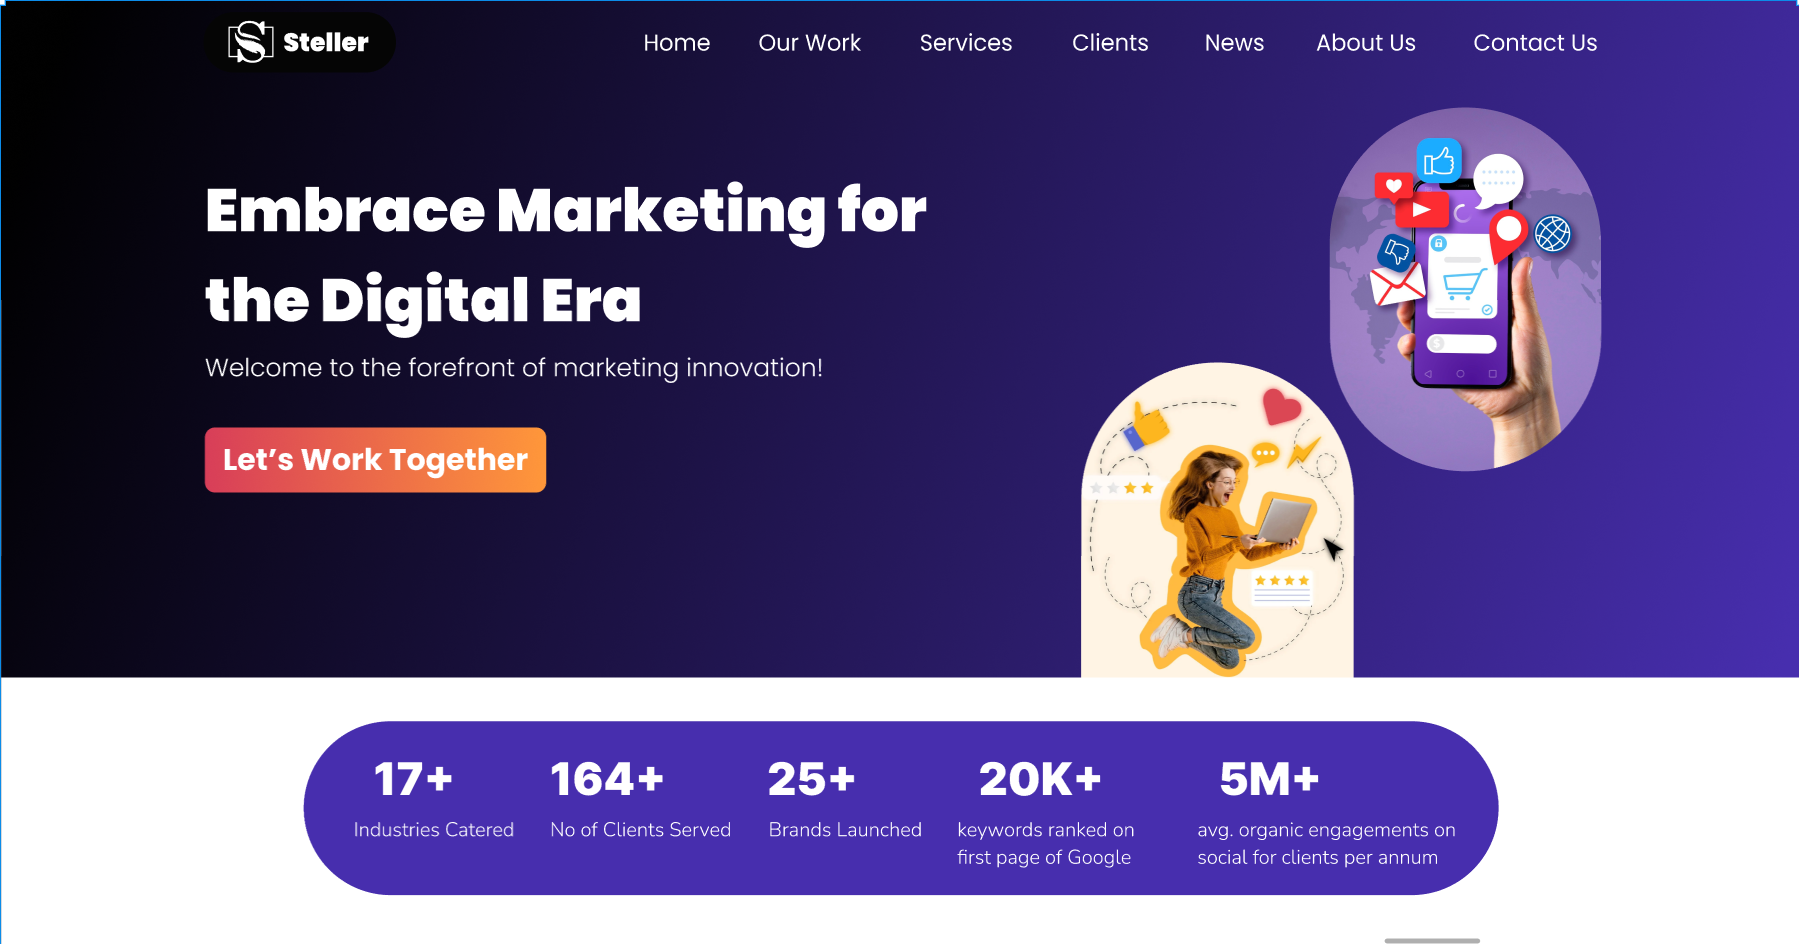 Steller
Home Our Work Services Clients News About Us Contact Us
Embrace Marketing for
the Digital Era
Welcome to the forefront of marketing innovation!
Let’s Work Together
17+
Industries Catered
164+
No of Clients Served
25+
Brands Launched
20K+
keywords ranked on
first page of Google
5M+
avg. organic engagements on
social for clients per annum